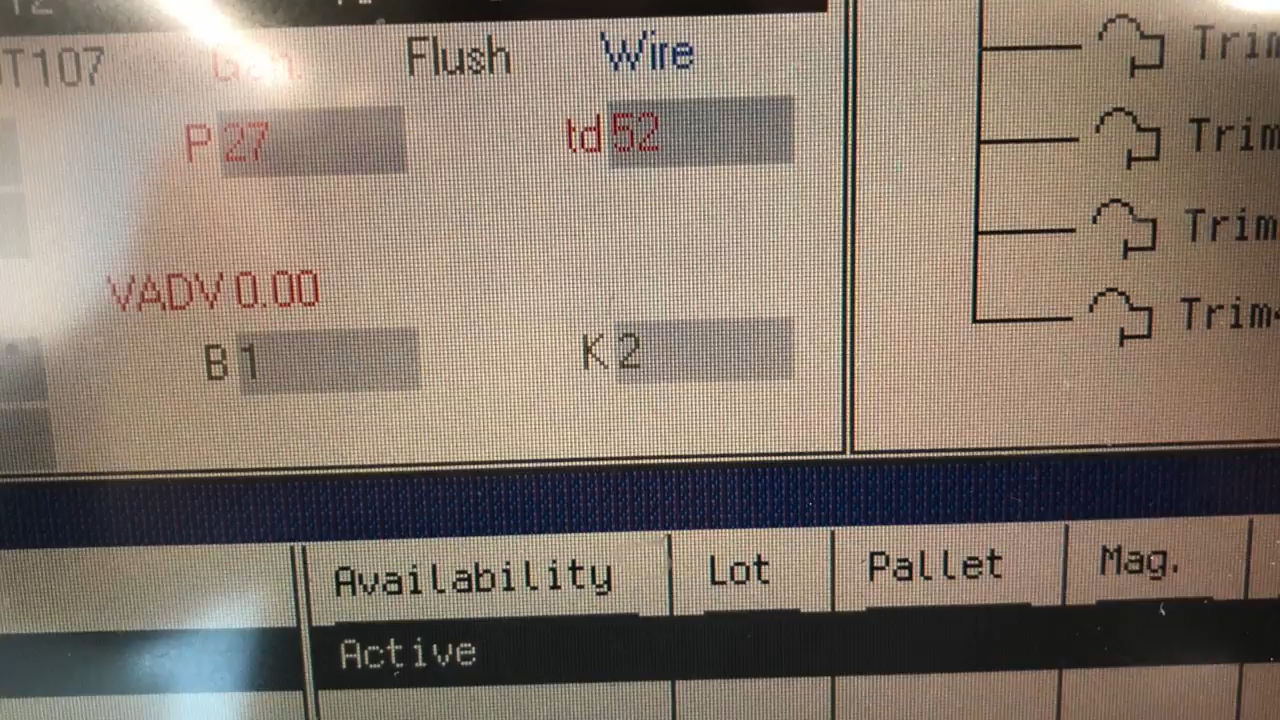 T107 Gen. Flush Wire
P 27 td 52
VADV 0.00
B 1 K 2
Trim
Trim
Trim
Trim
Availability Lot Pallet Mag.
Active